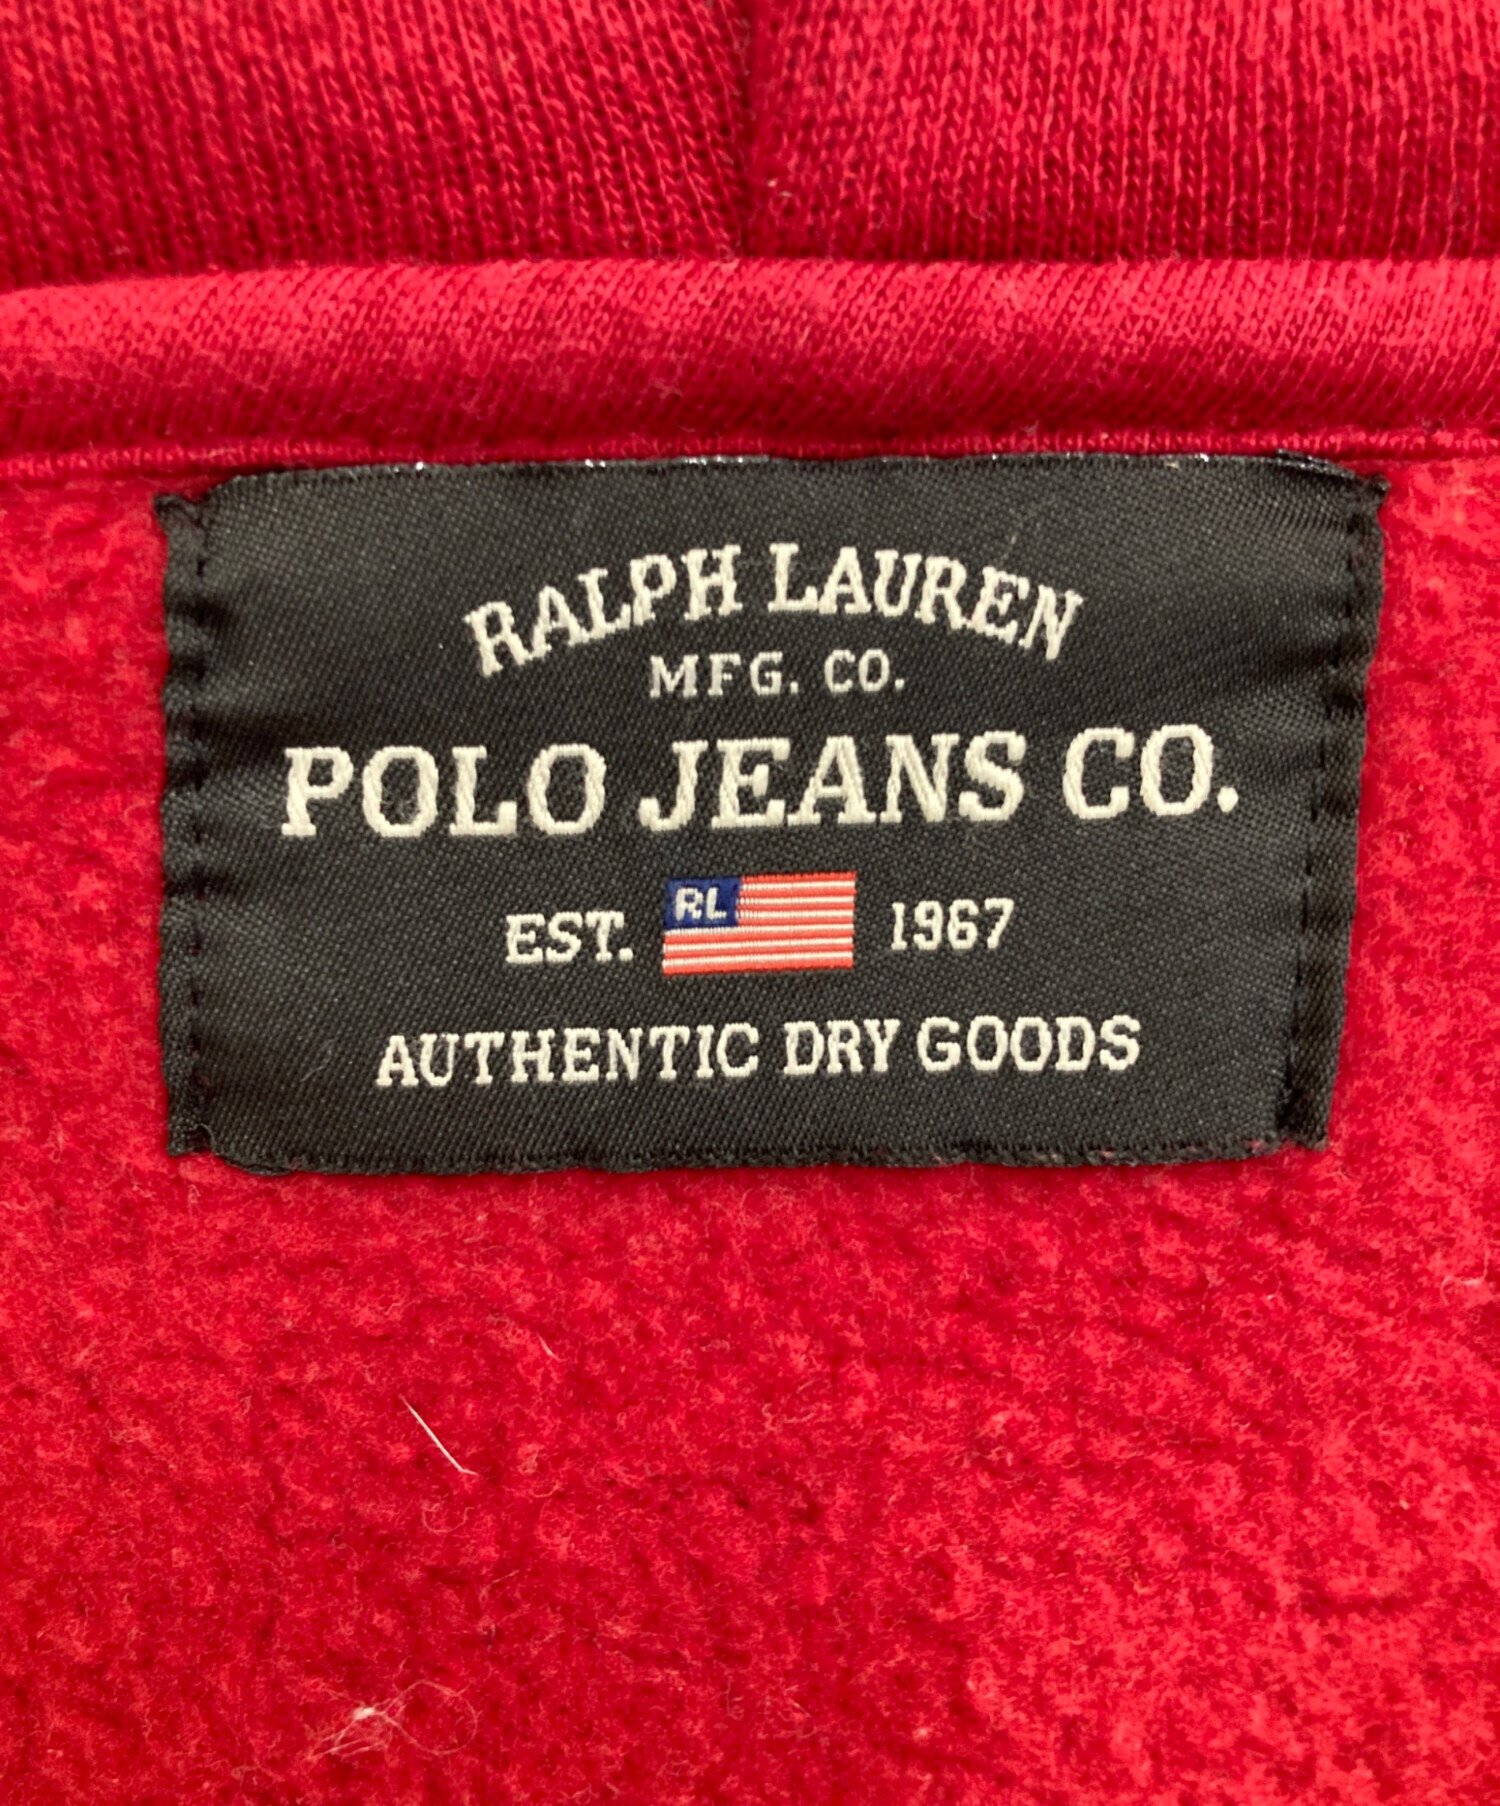 RALPH LAUREN
MFG. CO.
POLO JEANS CO.
EST. RL 1967
AUTHENTIC DRY GOODS